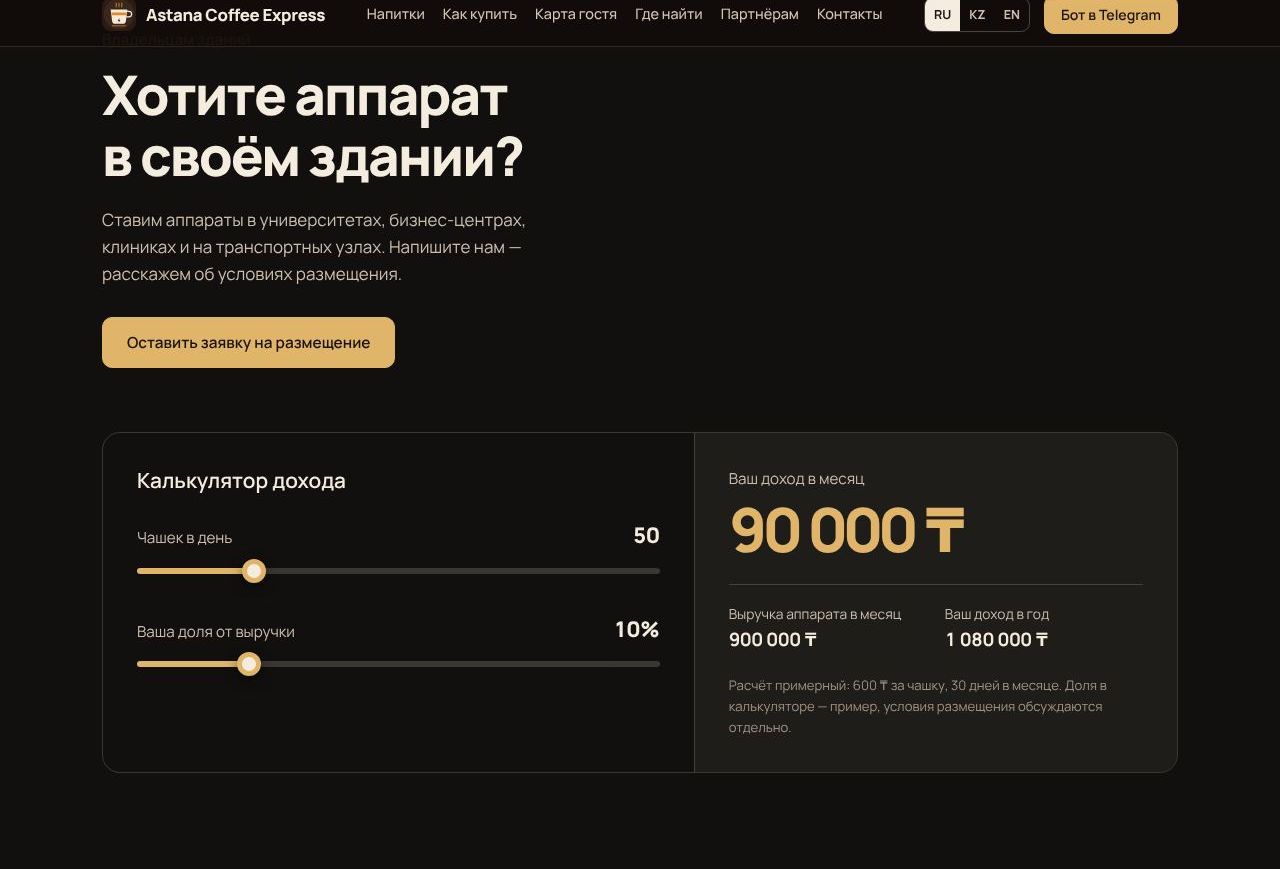 Astana Coffee Express
Напитки Как купить Карта гостя Где найти Партнёрам Контакты
RU KZ EN
Бот в Telegram
Владельцам зданий
Хотите аппарат
в своём здании?
Ставим аппараты в университетах, бизнес-центрах,
клиниках и на транспортных узлах. Напишите нам —
расскажем об условиях размещения.
Оставить заявку на размещение
Калькулятор дохода
Чашек в день 50
Ваша доля от выручки 10%
Ваш доход в месяц
90 000 ₸
Выручка аппарата в месяц Ваш доход в год
900 000 ₸ 1 080 000 ₸
Расчёт примерный: 600 ₸ за чашку, 30 дней в месяце. Доля в
калькуляторе — пример, условия размещения обсуждаются
отдельно.